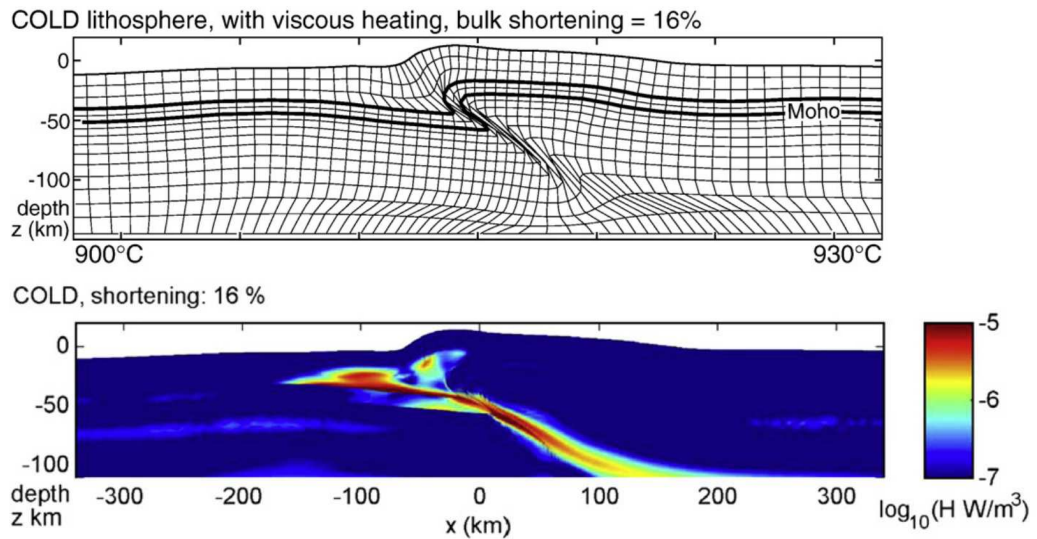 COLD lithosphere, with viscous heating, bulk shortening = 16%
0
-50
-100
depth
z (km)
Moho
900°C 930°C
COLD, shortening: 16 %
0
-50
-100
depth
z km
-300 -200 -100 0 100 200 300
x (km)
-5
-6
-7
log10(H W/m³)